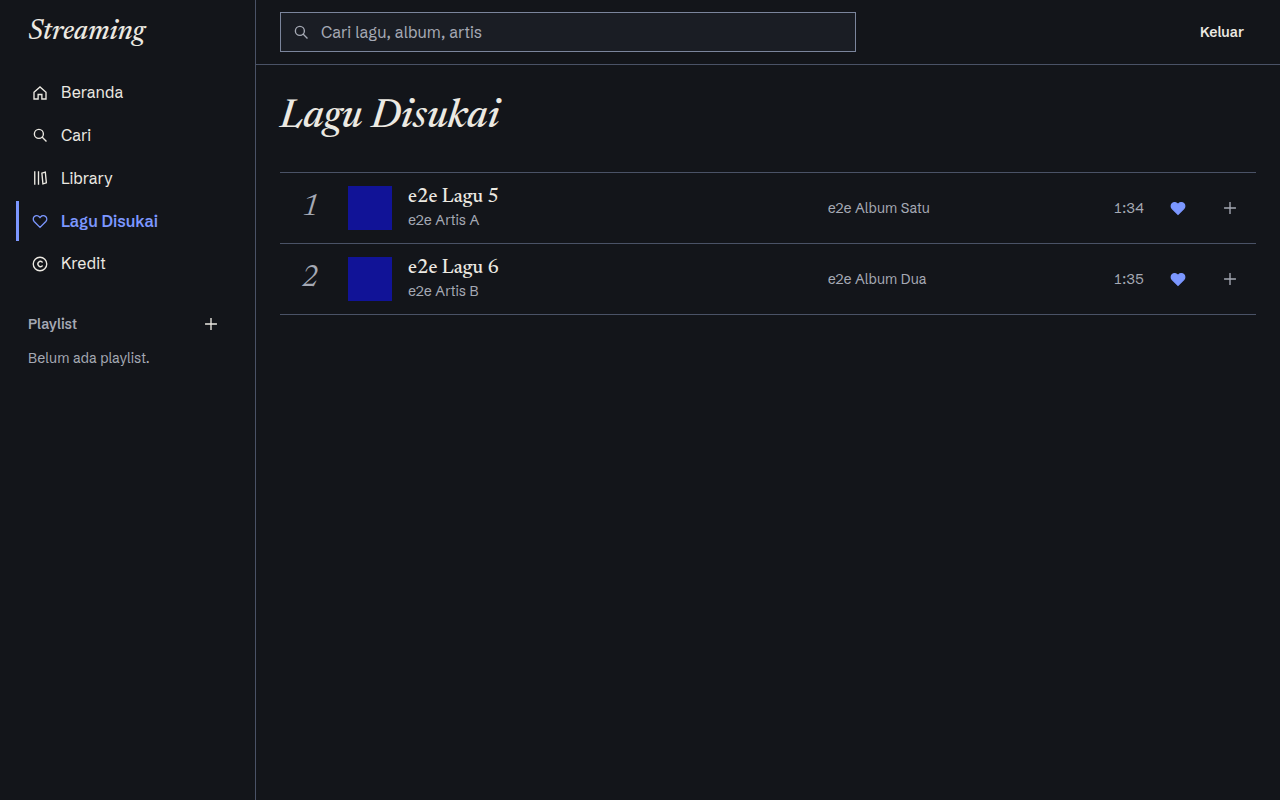 Streaming
Cari lagu, album, artis
Keluar
Beranda
Cari
Library
Lagu Disukai
Kredit
Playlist
Belum ada playlist.
Lagu Disukai
1
e2e Lagu 5
e2e Artis A
e2e Album Satu
1:34
2
e2e Lagu 6
e2e Artis B
e2e Album Dua
1:35